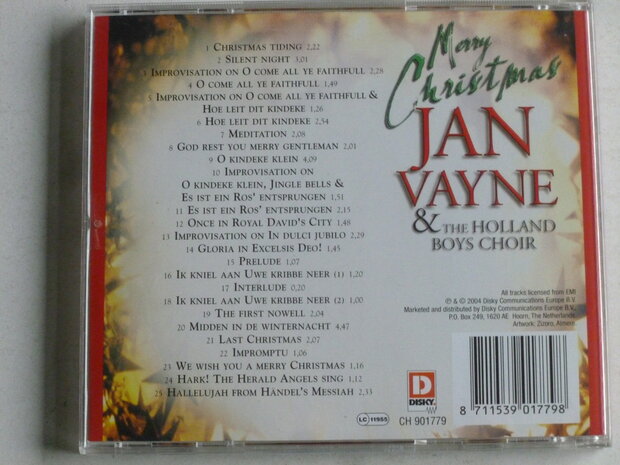 1 Christmas tiding 2,22
2 Silent night 3,01
3 Improvisation on O come all ye faithfull 2,28
4 O come all ye faithfull 1,49
5 Improvisation on O come all ye faithfull &
Hoe leit dit kindeke 1,26
6 Hoe leit dit kindeke 2,54
7 Meditation 2,08
8 God rest you merry gentleman 2,01
9 O kindeke klein 4,09
10 Improvisation on
O kindeke klein, Jingle bells &
Es ist ein Ros' entsprungen 1,51
11 Es ist ein Ros' entsprungen 2,15
12 Once in Royal David's City 1,48
13 Improvisation on In dulci jubilo 2,29
14 Gloria in Excelsis Deo! 1,45
15 Prelude 1,07
16 Ik kniel aan Uwe kribbe neer (1) 1,20
17 Interlude 0,20
18 Ik kniel aan Uwe kribbe neer (2) 1,00
19 The first nowell 2,04
20 Midden in de winternacht 4,47
21 Last Christmas 2,07
22 Impromptu 1,06
23 We wish you a merry Christmas 1,16
24 Hark! The Herald Angels sing 1,12
25 Hallelujah from Händel's Messiah 2,33
Merry
Christmas
JAN
VAYNE
& THE HOLLAND
BOYS CHOIR
All tracks licensed from EMI
℗ & © 2004 Disky Communications Europe B.V.
Marketed and distributed by Disky Communications Europe B.V.,
P.O. Box 249, 1620 AE Hoorn, The Netherlands
Artwork: Zizoro, Almere.
D
DISKY
LC 11955
CH 901779
8 711539 017798